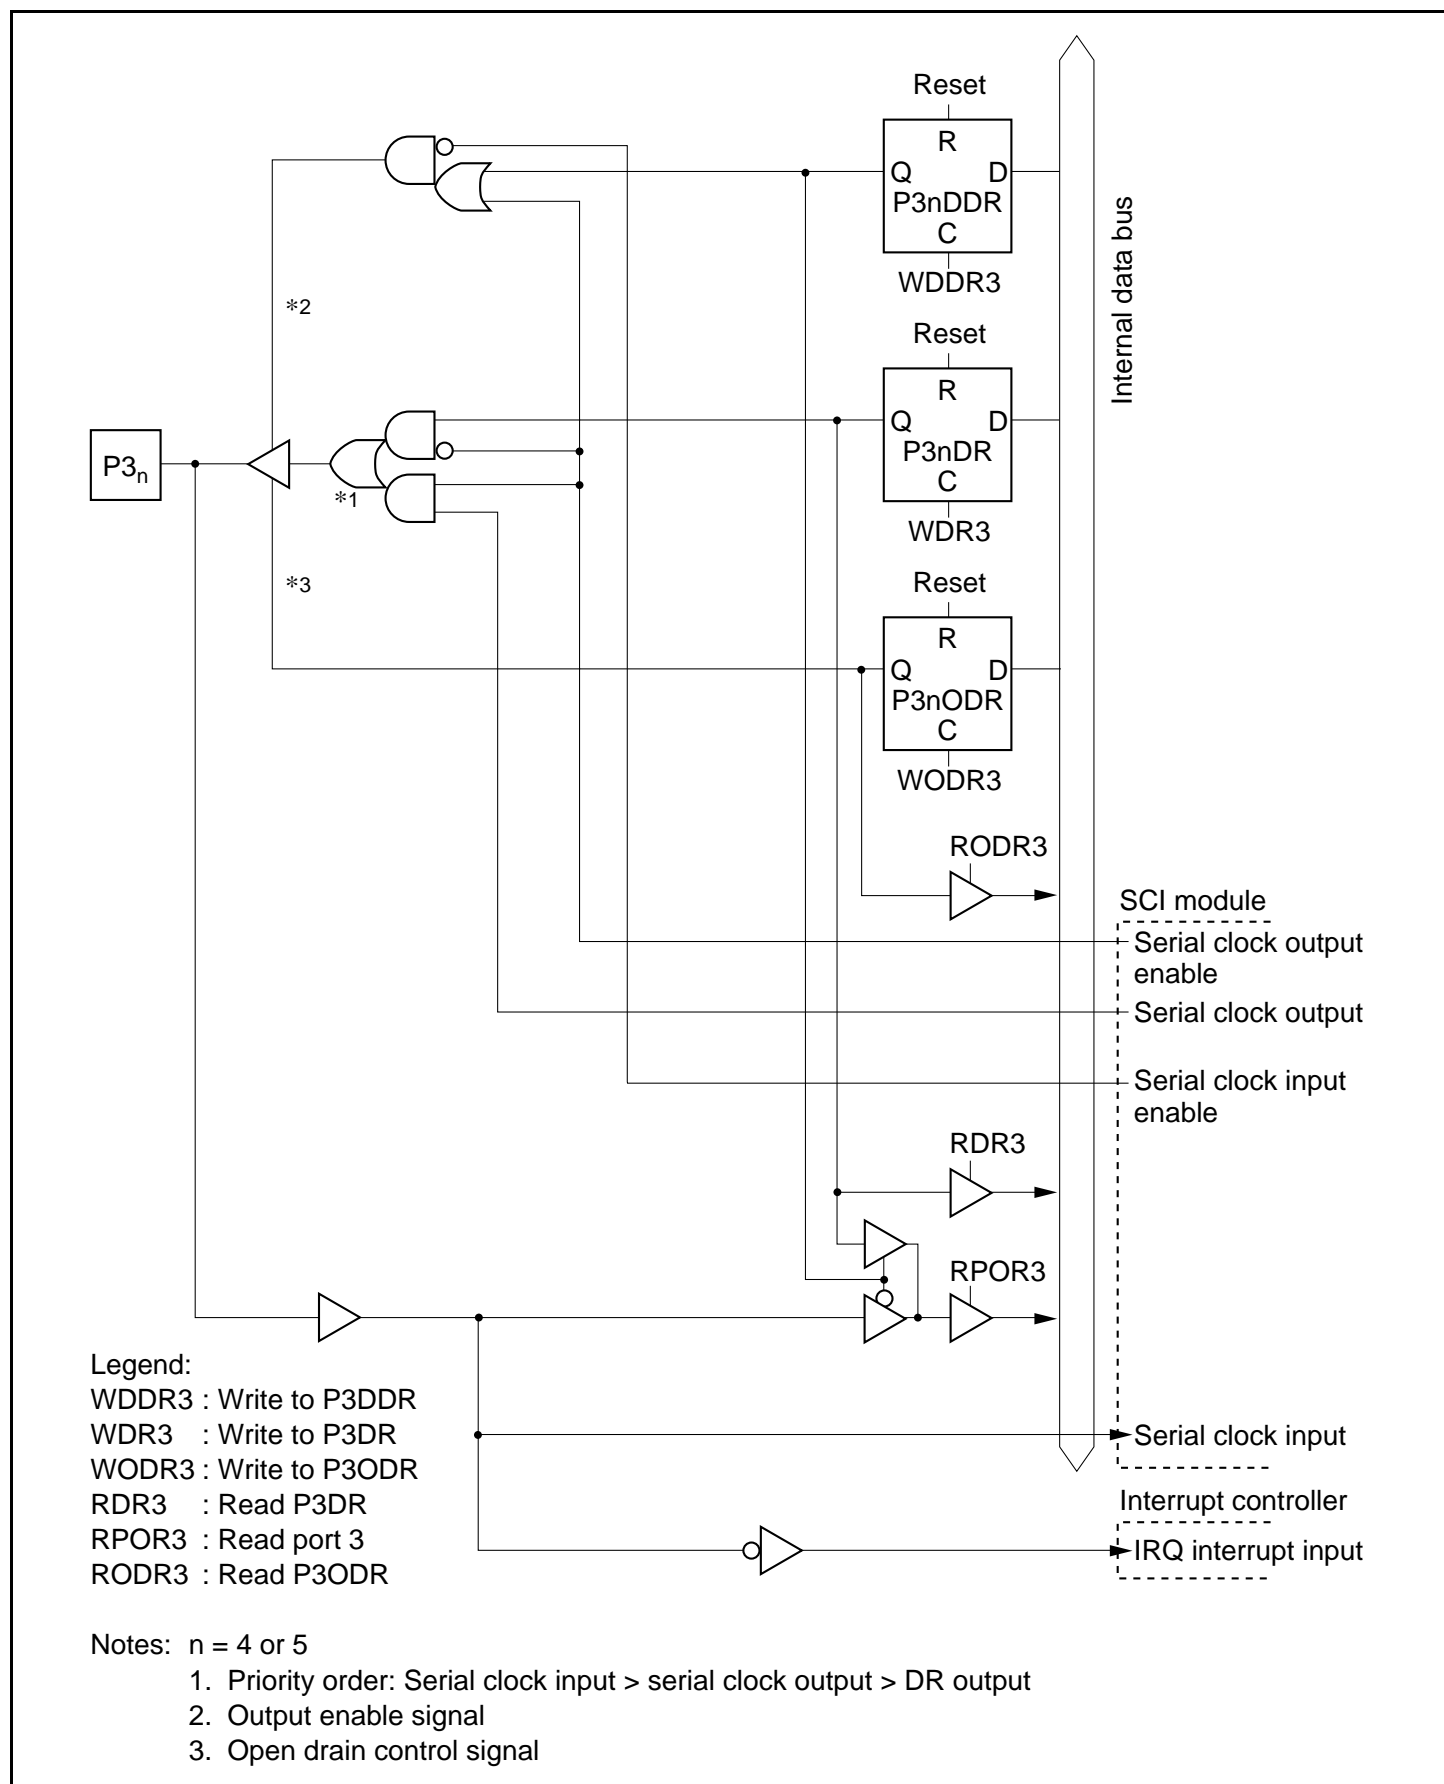 Reset
R
Q D
P3nDDR
C
WDDR3
Internal data bus
*2
Reset
R
Q D
P3nDR
C
WDR3
P3n
*1
*3
Reset
R
Q D
P3nODR
C
WODR3
RODR3
SCI module
Serial clock output
enable
Serial clock output
Serial clock input
enable
RDR3
RPOR3
Serial clock input
Interrupt controller
IRQ interrupt input
Legend:
WDDR3 : Write to P3DDR
WDR3 : Write to P3DR
WODR3 : Write to P3ODR
RDR3 : Read P3DR
RPOR3 : Read port 3
RODR3 : Read P3ODR
Notes: n = 4 or 5
1. Priority order: Serial clock input > serial clock output > DR output
2. Output enable signal
3. Open drain control signal